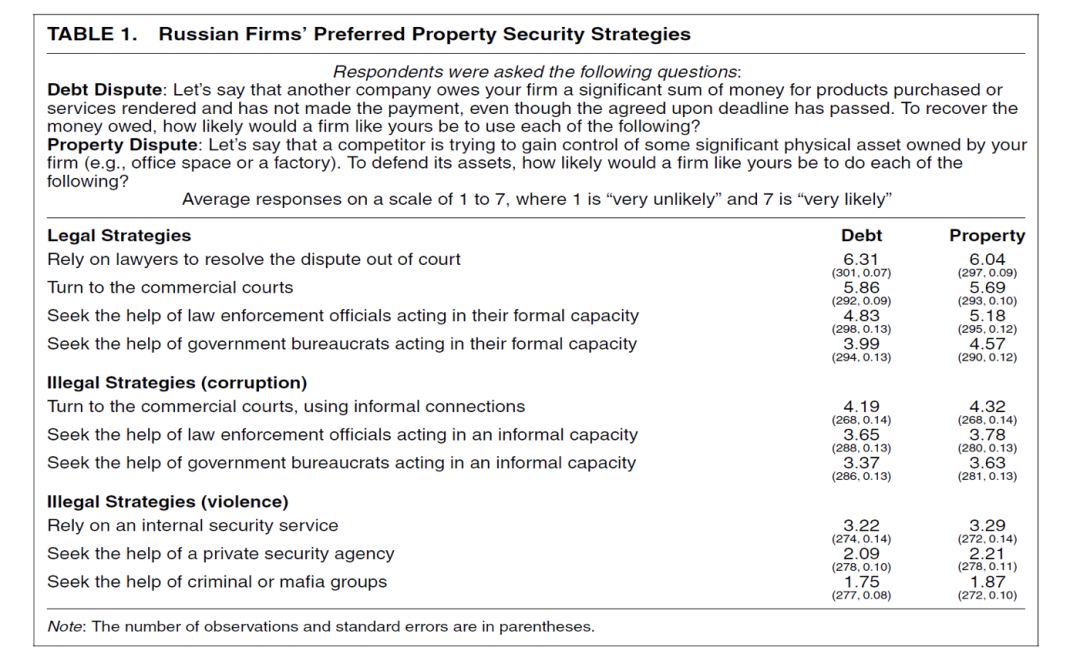 TABLE 1. Russian Firms’ Preferred Property Security Strategies
Respondents were asked the following questions:
Debt Dispute: Let’s say that another company owes your firm a significant sum of money for products purchased or
services rendered and has not made the payment, even though the agreed upon deadline has passed. To recover the
money owed, how likely would a firm like yours be to use each of the following?
Property Dispute: Let’s say that a competitor is trying to gain control of some significant physical asset owned by your
firm (e.g., office space or a factory). To defend its assets, how likely would a firm like yours be to do each of the
following?
Average responses on a scale of 1 to 7, where 1 is “very unlikely” and 7 is “very likely”
Legal Strategies Debt Property
Rely on lawyers to resolve the dispute out of court 6.31 6.04
(301, 0.07) (297, 0.09)
Turn to the commercial courts 5.86 5.69
(292, 0.09) (293, 0.10)
Seek the help of law enforcement officials acting in their formal capacity 4.83 5.18
(298, 0.13) (295, 0.12)
Seek the help of government bureaucrats acting in their formal capacity 3.99 4.57
(294, 0.13) (290, 0.12)
Illegal Strategies (corruption)
Turn to the commercial courts, using informal connections 4.19 4.32
(268, 0.14) (268, 0.14)
Seek the help of law enforcement officials acting in an informal capacity 3.65 3.78
(288, 0.13) (280, 0.13)
Seek the help of government bureaucrats acting in an informal capacity 3.37 3.63
(286, 0.13) (281, 0.13)
Illegal Strategies (violence)
Rely on an internal security service 3.22 3.29
(274, 0.14) (272, 0.14)
Seek the help of a private security agency 2.09 2.21
(278, 0.10) (278, 0.11)
Seek the help of criminal or mafia groups 1.75 1.87
(277, 0.08) (272, 0.10)
Note: The number of observations and standard errors are in parentheses.